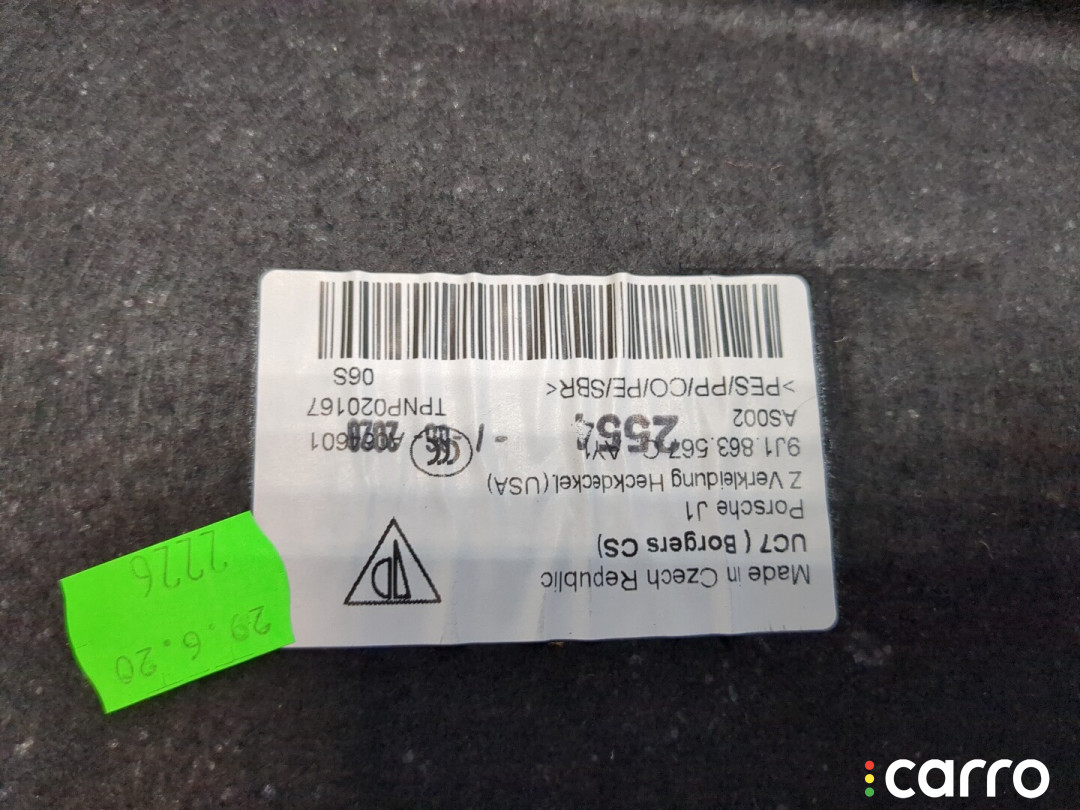 Made in Czech Republic
UC7 ( Borgers CS)
Porsche J1
Z Verkleidung Heckdeckel (USA)
9J1.863.567
AS002
TPNP020167
>PES/PP/CO/PE/SBR<
06S
2554
2020
29.6.20
2226
carro